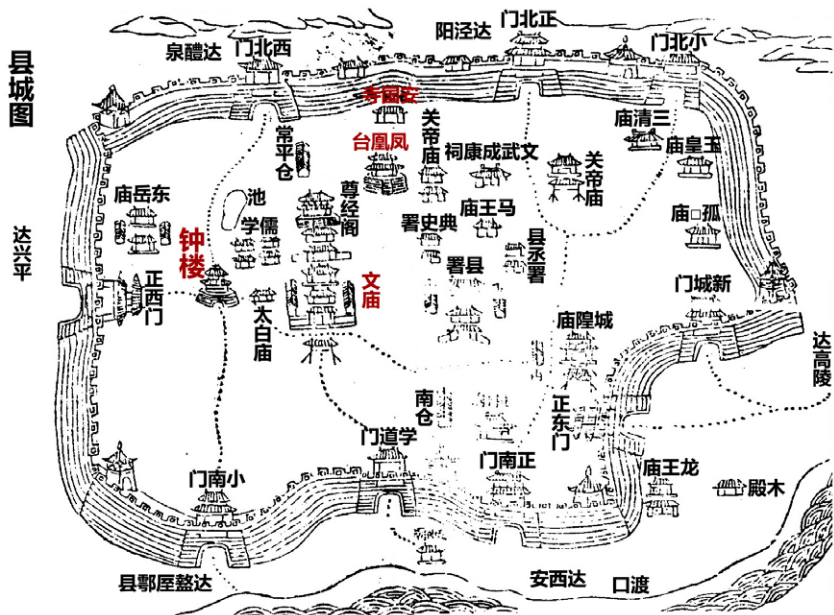 县城图
达醴泉
西北门
达泾阳
正北门
小北门
安国寺
凤凰台
关帝庙
三清庙
常平仓
文武成康祠
关帝庙
玉皇庙
东岳庙
池
儒学
尊经阁
典史署
马王庙
孤□庙
县丞署
达兴平
钟楼
正西门
文庙
县署
新城门
太白庙
城隍庙
达高陵
南仓
正东门
学道门
小南门
正南门
龙王庙
木殿
达盩屋鄠县
达西安
渡口